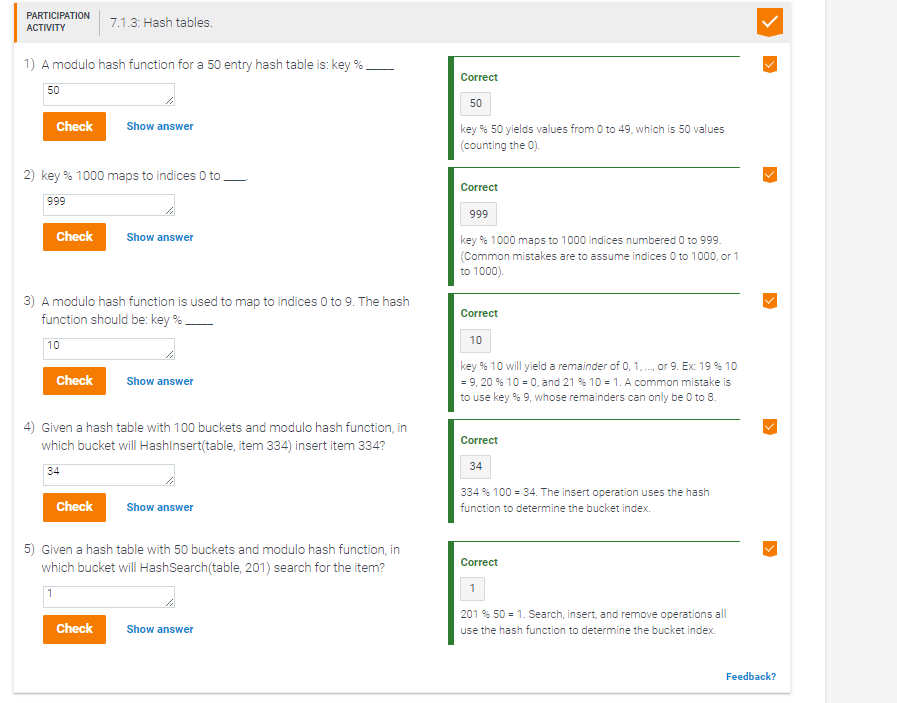 PARTICIPATION
ACTIVITY
7.1.3: Hash tables.
1) A modulo hash function for a 50 entry hash table is: key % _____
50
Check
Show answer
Correct
50
key % 50 yields values from 0 to 49, which is 50 values
(counting the 0).
2) key % 1000 maps to indices 0 to ____.
999
Check
Show answer
Correct
999
key % 1000 maps to 1000 indices numbered 0 to 999.
(Common mistakes are to assume indices 0 to 1000, or 1
to 1000).
3) A modulo hash function is used to map to indices 0 to 9. The hash
function should be: key % _____
10
Check
Show answer
Correct
10
key % 10 will yield a remainder of 0, 1, ..., or 9. Ex: 19 % 10
= 9, 20 % 10 = 0, and 21 % 10 = 1. A common mistake is
to use key % 9, whose remainders can only be 0 to 8.
4) Given a hash table with 100 buckets and modulo hash function, in
which bucket will HashInsert(table, item 334) insert item 334?
34
Check
Show answer
Correct
34
334 % 100 = 34. The insert operation uses the hash
function to determine the bucket index.
5) Given a hash table with 50 buckets and modulo hash function, in
which bucket will HashSearch(table, 201) search for the item?
1
Check
Show answer
Correct
1
201 % 50 = 1. Search, insert, and remove operations all
use the hash function to determine the bucket index.
Feedback?